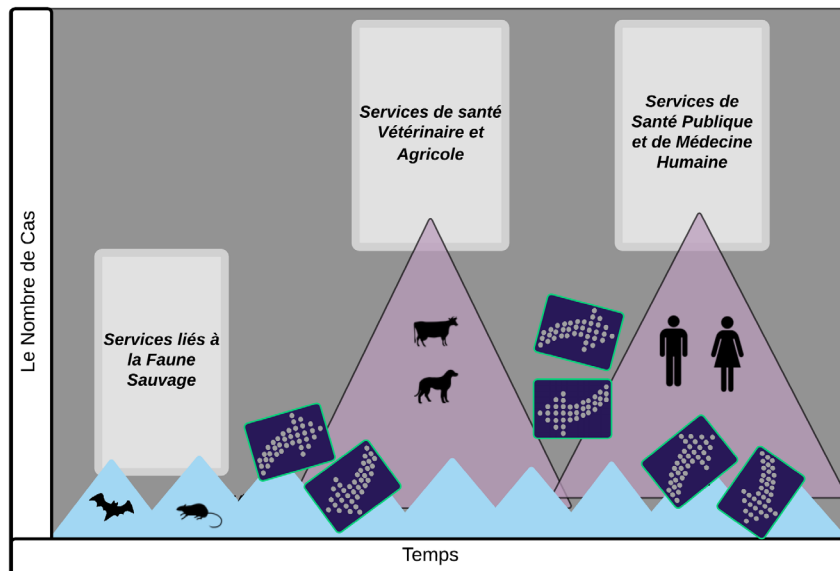 Le Nombre de Cas
Services liés à
la Faune
Sauvage
Services de santé
Vétérinaire et
Agricole
Services de
Santé Publique
et de Médecine
Humaine
Temps